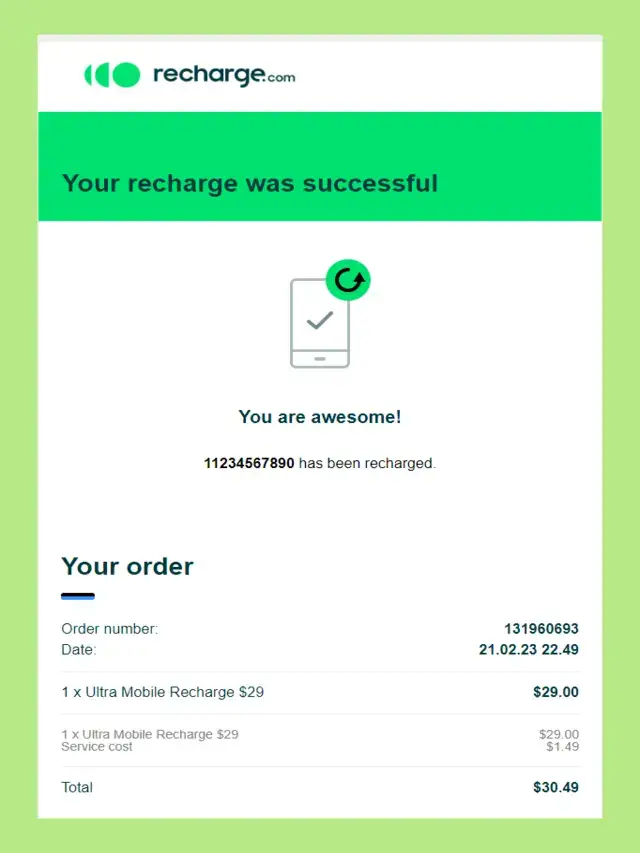 recharge.com
Your recharge was successful
You are awesome!
11234567890 has been recharged.
Your order
Order number: 131960693
Date: 21.02.23 22.49
1 x Ultra Mobile Recharge $29 $29.00
1 x Ultra Mobile Recharge $29 $29.00
Service cost $1.49
Total $30.49